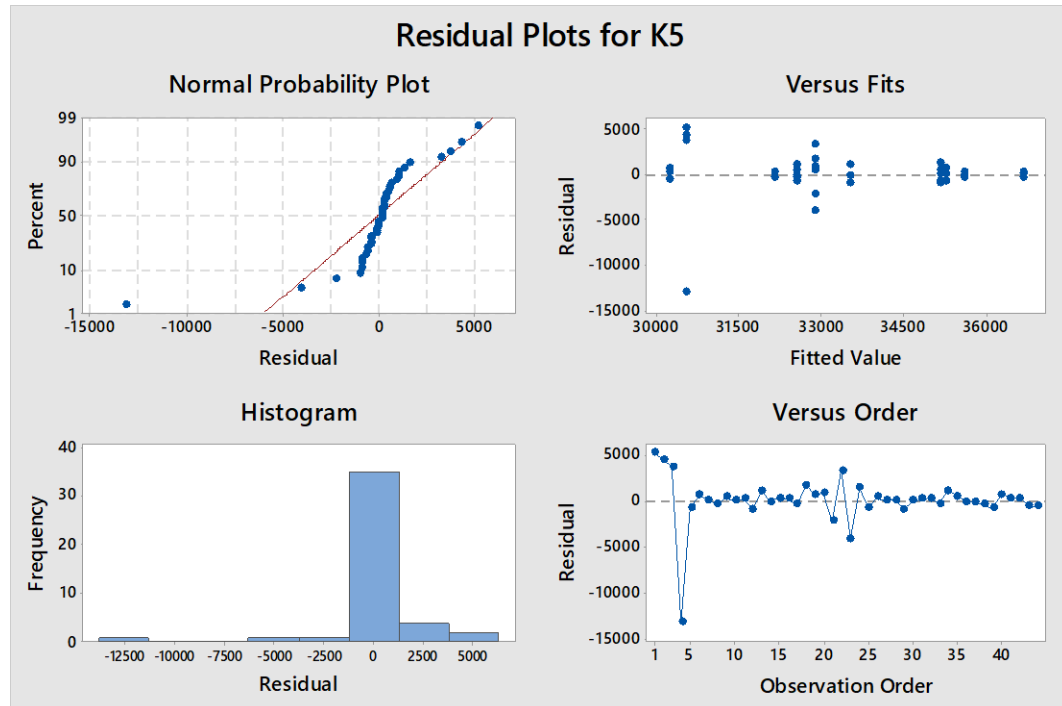 Residual Plots for K5
Normal Probability Plot
Percent
99
90
50
10
1
-15000 -10000 -5000 0 5000
Residual
Versus Fits
Residual
5000
0
-5000
-10000
-15000
30000 31500 33000 34500 36000
Fitted Value
Histogram
Frequency
40
30
20
10
0
-12500 -10000 -7500 -5000 -2500 0 2500 5000
Residual
Versus Order
Residual
5000
0
-5000
-10000
-15000
1 5 10 15 20 25 30 35 40
Observation Order